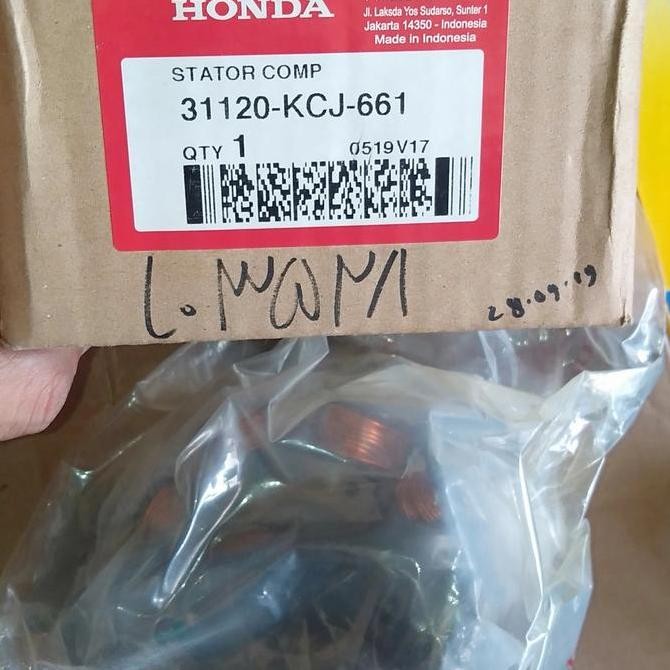 HONDA
Jl. Laksda Yos Sudarso, Sunter 1
Jakarta 14350 - Indonesia
Made in Indonesia
STATOR COMP
31120-KCJ-661
QTY 1 0519V17
28.09.19